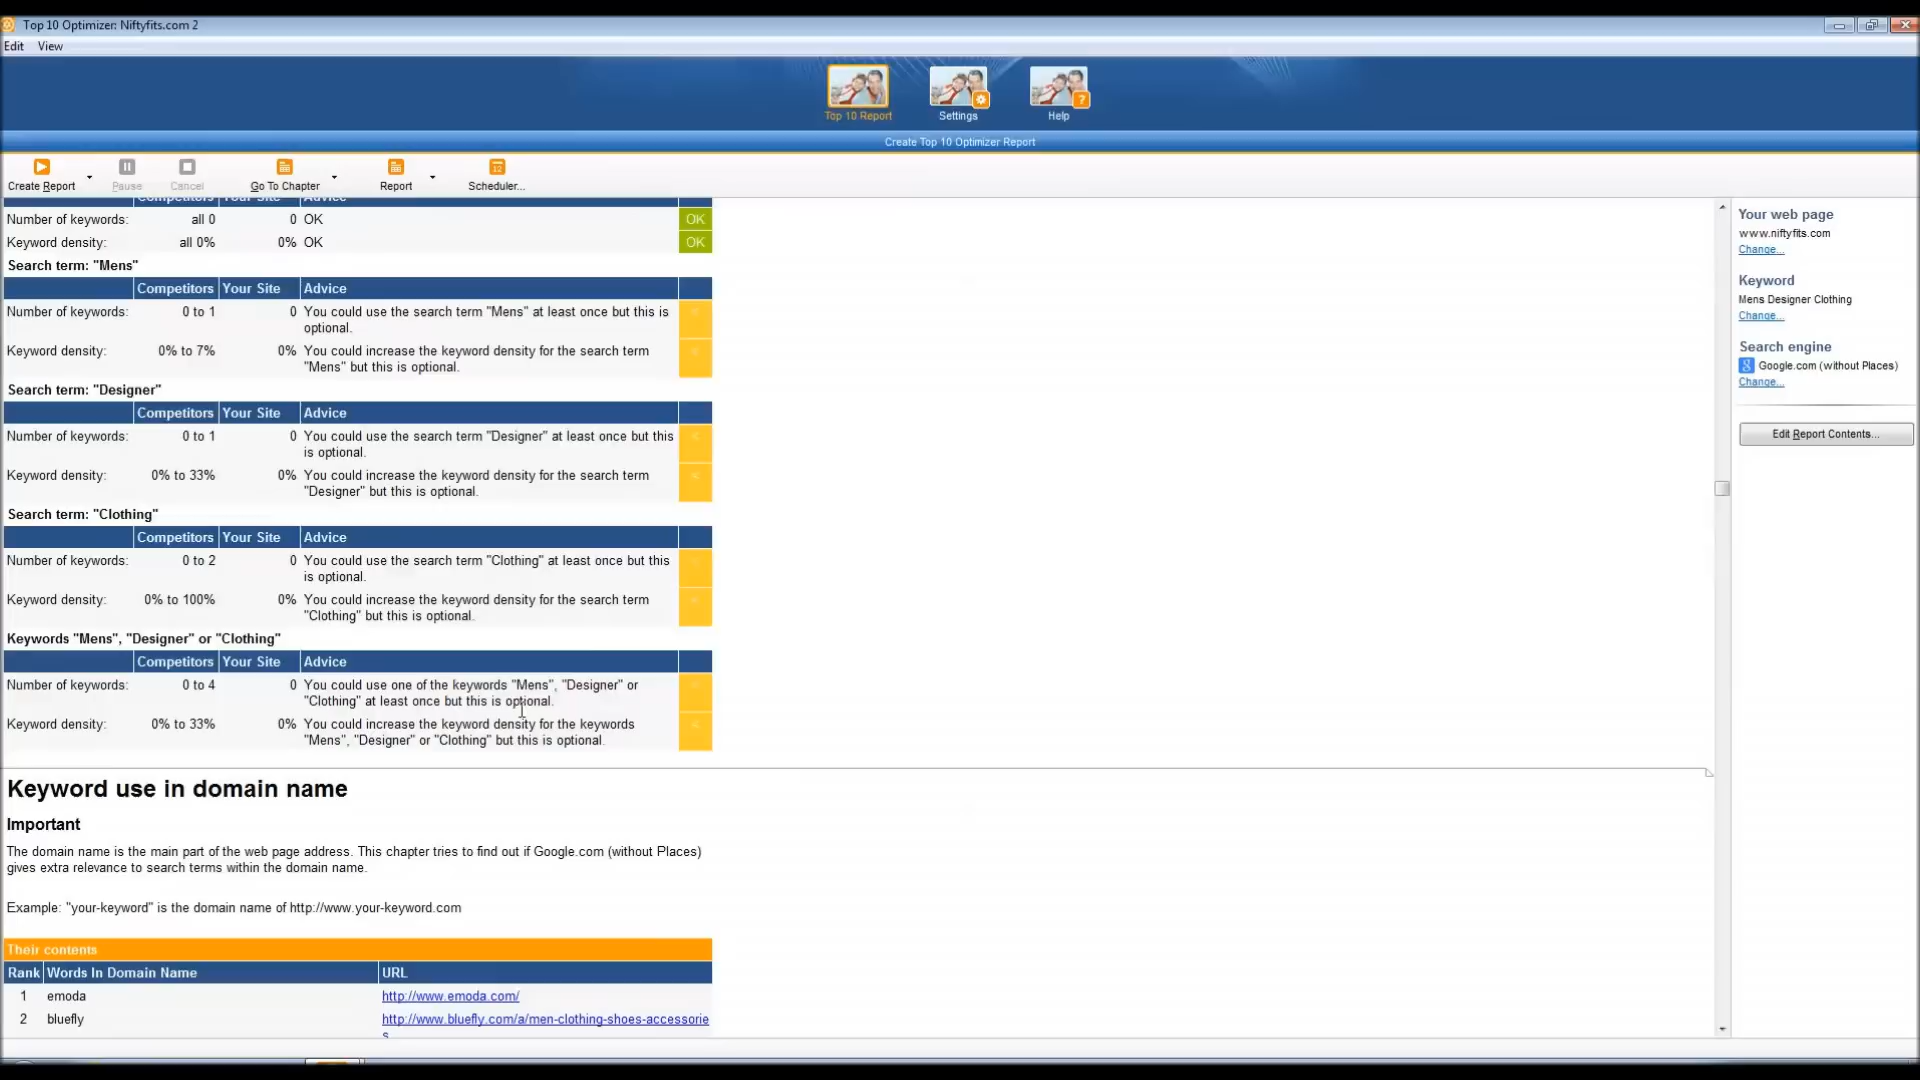 Top 10 Optimizer: Niftyfits.com 2
Edit View
Top 10 Report Settings Help
Create Top 10 Optimizer Report
Create Report Pause Cancel Go To Chapter Report Scheduler...
Competitors Your Site Advice
Number of keywords: all 0 0 OK OK
Keyword density: all 0% 0% OK OK
Search term: "Mens"
Competitors Your Site Advice
Number of keywords: 0 to 1 0 You could use the search term "Mens" at least once but this is
optional.
Keyword density: 0% to 7% 0% You could increase the keyword density for the search term
"Mens" but this is optional.
Search term: "Designer"
Competitors Your Site Advice
Number of keywords: 0 to 1 0 You could use the search term "Designer" at least once but this
is optional.
Keyword density: 0% to 33% 0% You could increase the keyword density for the search term
"Designer" but this is optional.
Search term: "Clothing"
Competitors Your Site Advice
Number of keywords: 0 to 2 0 You could use the search term "Clothing" at least once but this
is optional.
Keyword density: 0% to 100% 0% You could increase the keyword density for the search term
"Clothing" but this is optional.
Keywords "Mens", "Designer" or "Clothing"
Competitors Your Site Advice
Number of keywords: 0 to 4 0 You could use one of the keywords "Mens", "Designer" or
"Clothing" at least once but this is optional.
Keyword density: 0% to 33% 0% You could increase the keyword density for the keywords
"Mens", "Designer" or "Clothing" but this is optional.
Keyword use in domain name
Important
The domain name is the main part of the web page address. This chapter tries to find out if Google.com (without Places)
gives extra relevance to search terms within the domain name.
Example: "your-keyword" is the domain name of http://www.your-keyword.com
Their contents
Rank Words In Domain Name URL
1 emoda http://www.emoda.com/
2 bluefly http://www.bluefly.com/a/men-clothing-shoes-accessorie
s
Your web page
www.niftyfits.com
Change...
Keyword
Mens Designer Clothing
Change...
Search engine
Google.com (without Places)
Change...
Edit Report Contents...